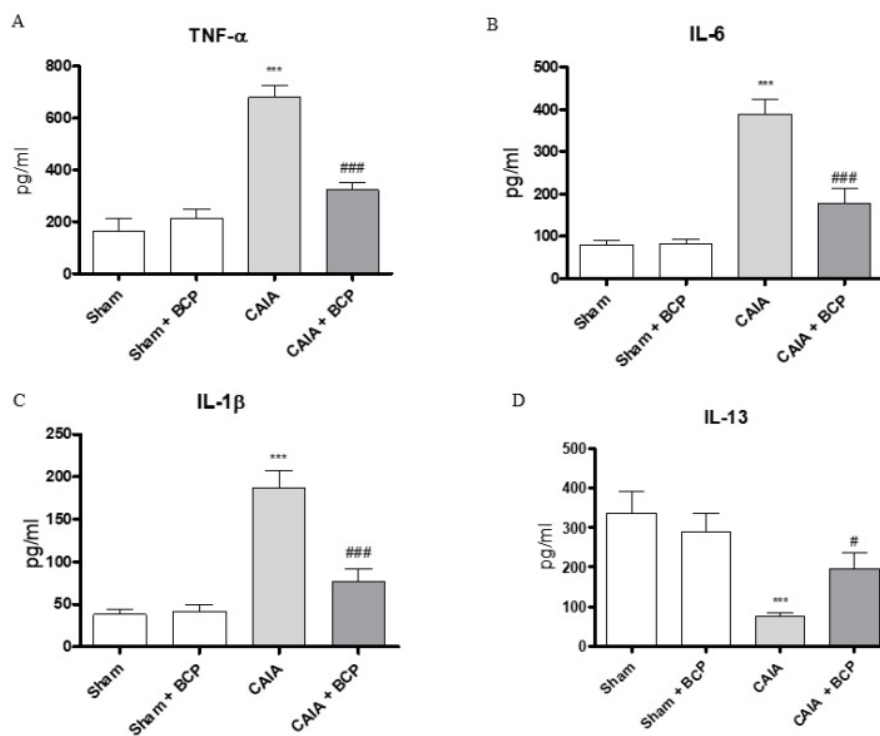 A
TNF-α
pg/ml
800
600
400
200
0
***
###
Sham
Sham + BCP
CAIA
CAIA + BCP
B
IL-6
pg/ml
500
400
300
200
100
0
***
###
Sham
Sham + BCP
CAIA
CAIA + BCP
C
IL-1β
pg/ml
250
200
150
100
50
0
***
###
Sham
Sham + BCP
CAIA
CAIA + BCP
D
IL-13
pg/ml
500
400
300
200
100
0
***
#
Sham
Sham + BCP
CAIA
CAIA + BCP